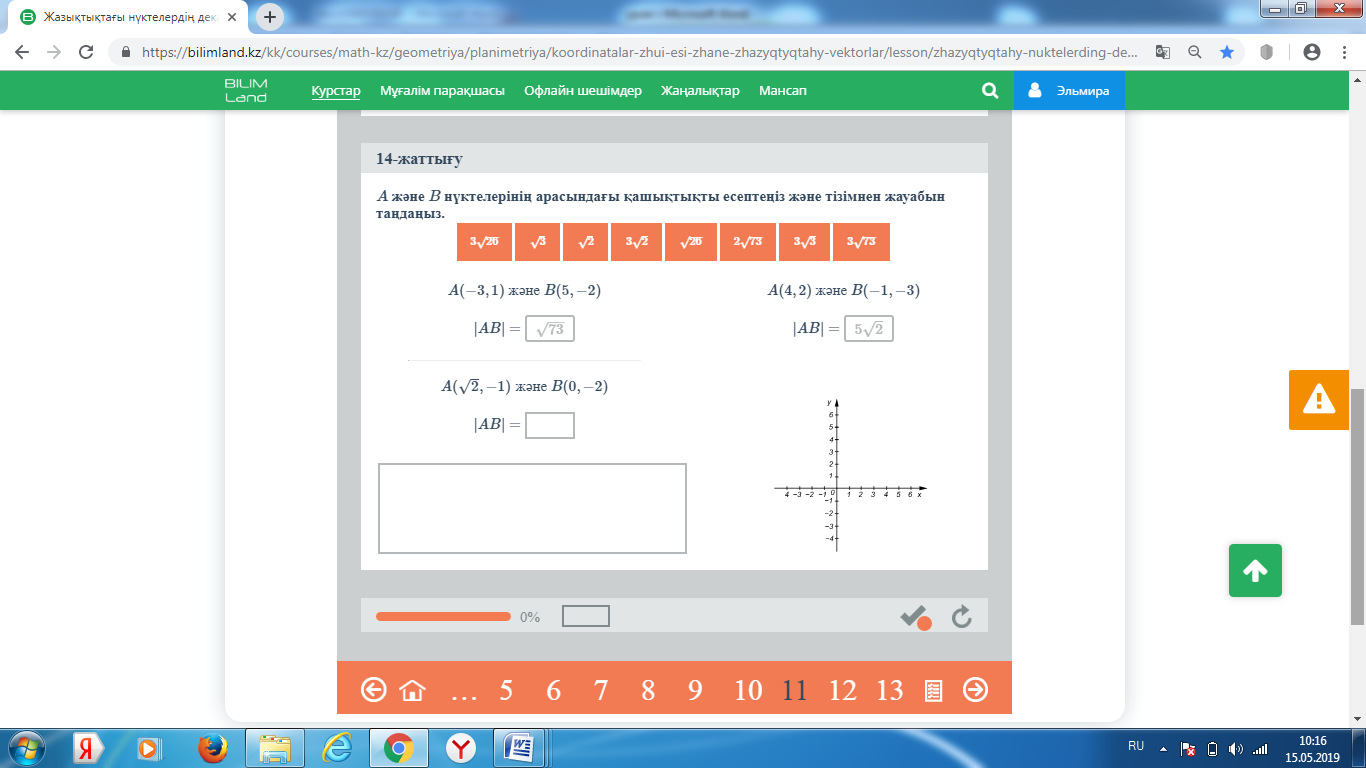 Жазықтықтағы нүктелердің дека
https://bilimland.kz/kk/courses/math-kz/geometriya/planimetriya/koordinatalar-zhui-esi-zhane-zhazyqtyqtahy-vektorlar/lesson/zhazyqtyqtahy-nuktelerding-de...
BILIM Land
Курстар Мұғалім парақшасы Офлайн шешімдер Жаңалықтар Мансап Эльмира
14-жаттығу
A және B нүктелерінің арасындағы қашықтықты есептеңіз және тізімнен жауабын
таңдаңыз.
3√26 √3 √2 3√2 √26 2√73 3√3 3√73
A(−3, 1) және B(5, −2)
|AB| = √73
A(4, 2) және B(−1, −3)
|AB| = 5√2
A(√2, −1) және B(0, −2)
|AB| =
y
6
5
4
3
2
1
4 −3 −2 −1 0 1 2 3 4 5 6 x
−1
−2
−3
−4
0%
... 5 6 7 8 9 10 11 12 13
RU
10:16
15.05.2019